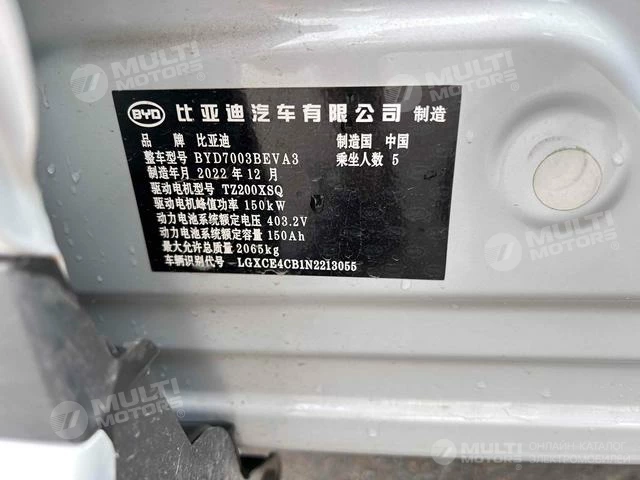 BYD 比亚迪汽车有限公司 制造
品 牌 比亚迪 制造国 中国
整车型号 BYD7003BEVA3 乘坐人数 5
制造年月 2022 年 12 月
驱动电机型号 TZ200XSQ
驱动电机峰值功率 150kW
动力电池系统额定电压 403.2V
动力电池系统额定容量 150Ah
最大允许总质量 2065kg
车辆识别代号 LGXCE4CB1N2213055
MULTI MOTORS
MULTI MOTORS
MULTI MOTORS
MULTI MOTORS
MULTI
ОНЛАЙН-КАТАЛОГ
ЭЛЕКТРОМОБИЛЕЙ